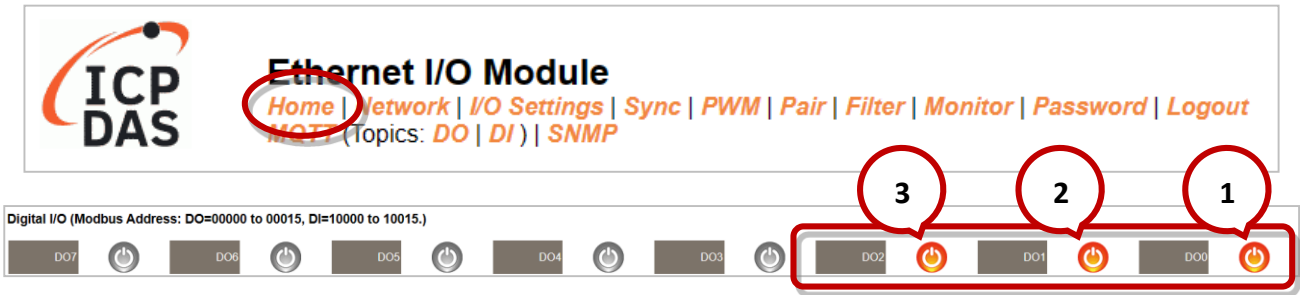 ICP
DAS
Ethernet I/O Module
Home | Network | I/O Settings | Sync | PWM | Pair | Filter | Monitor | Password | Logout
MQTT (Topics: DO | DI ) | SNMP
3 2 1
Digital I/O (Modbus Address: DO=00000 to 00015, DI=10000 to 10015.)
DO7 DO6 DO5 DO4 DO3 DO2 DO1 DO0